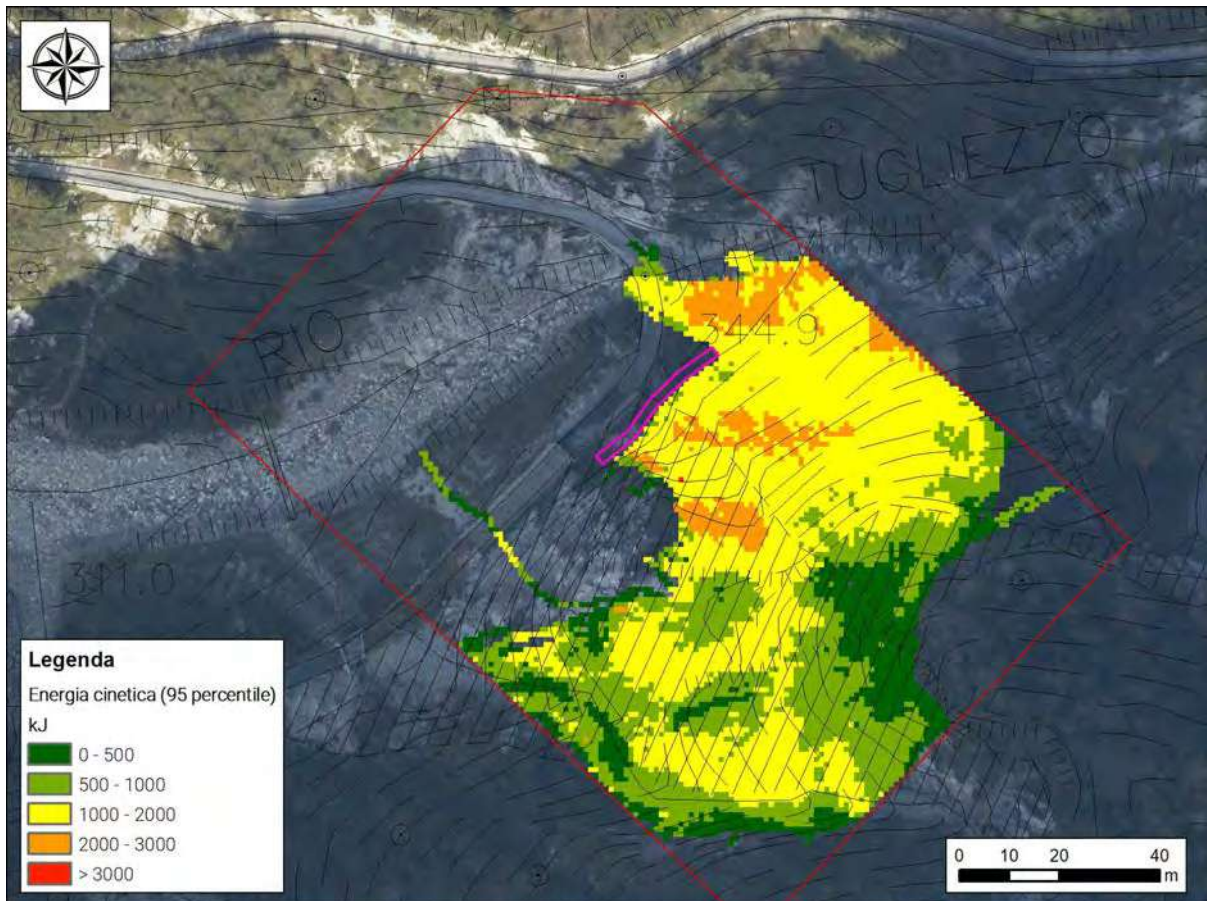 TUGLIEZZO
RIO
344.9
311.0
Legenda
Energia cinetica (95 percentile)
kJ
0 - 500
500 - 1000
1000 - 2000
2000 - 3000
> 3000
0 10 20 40
m